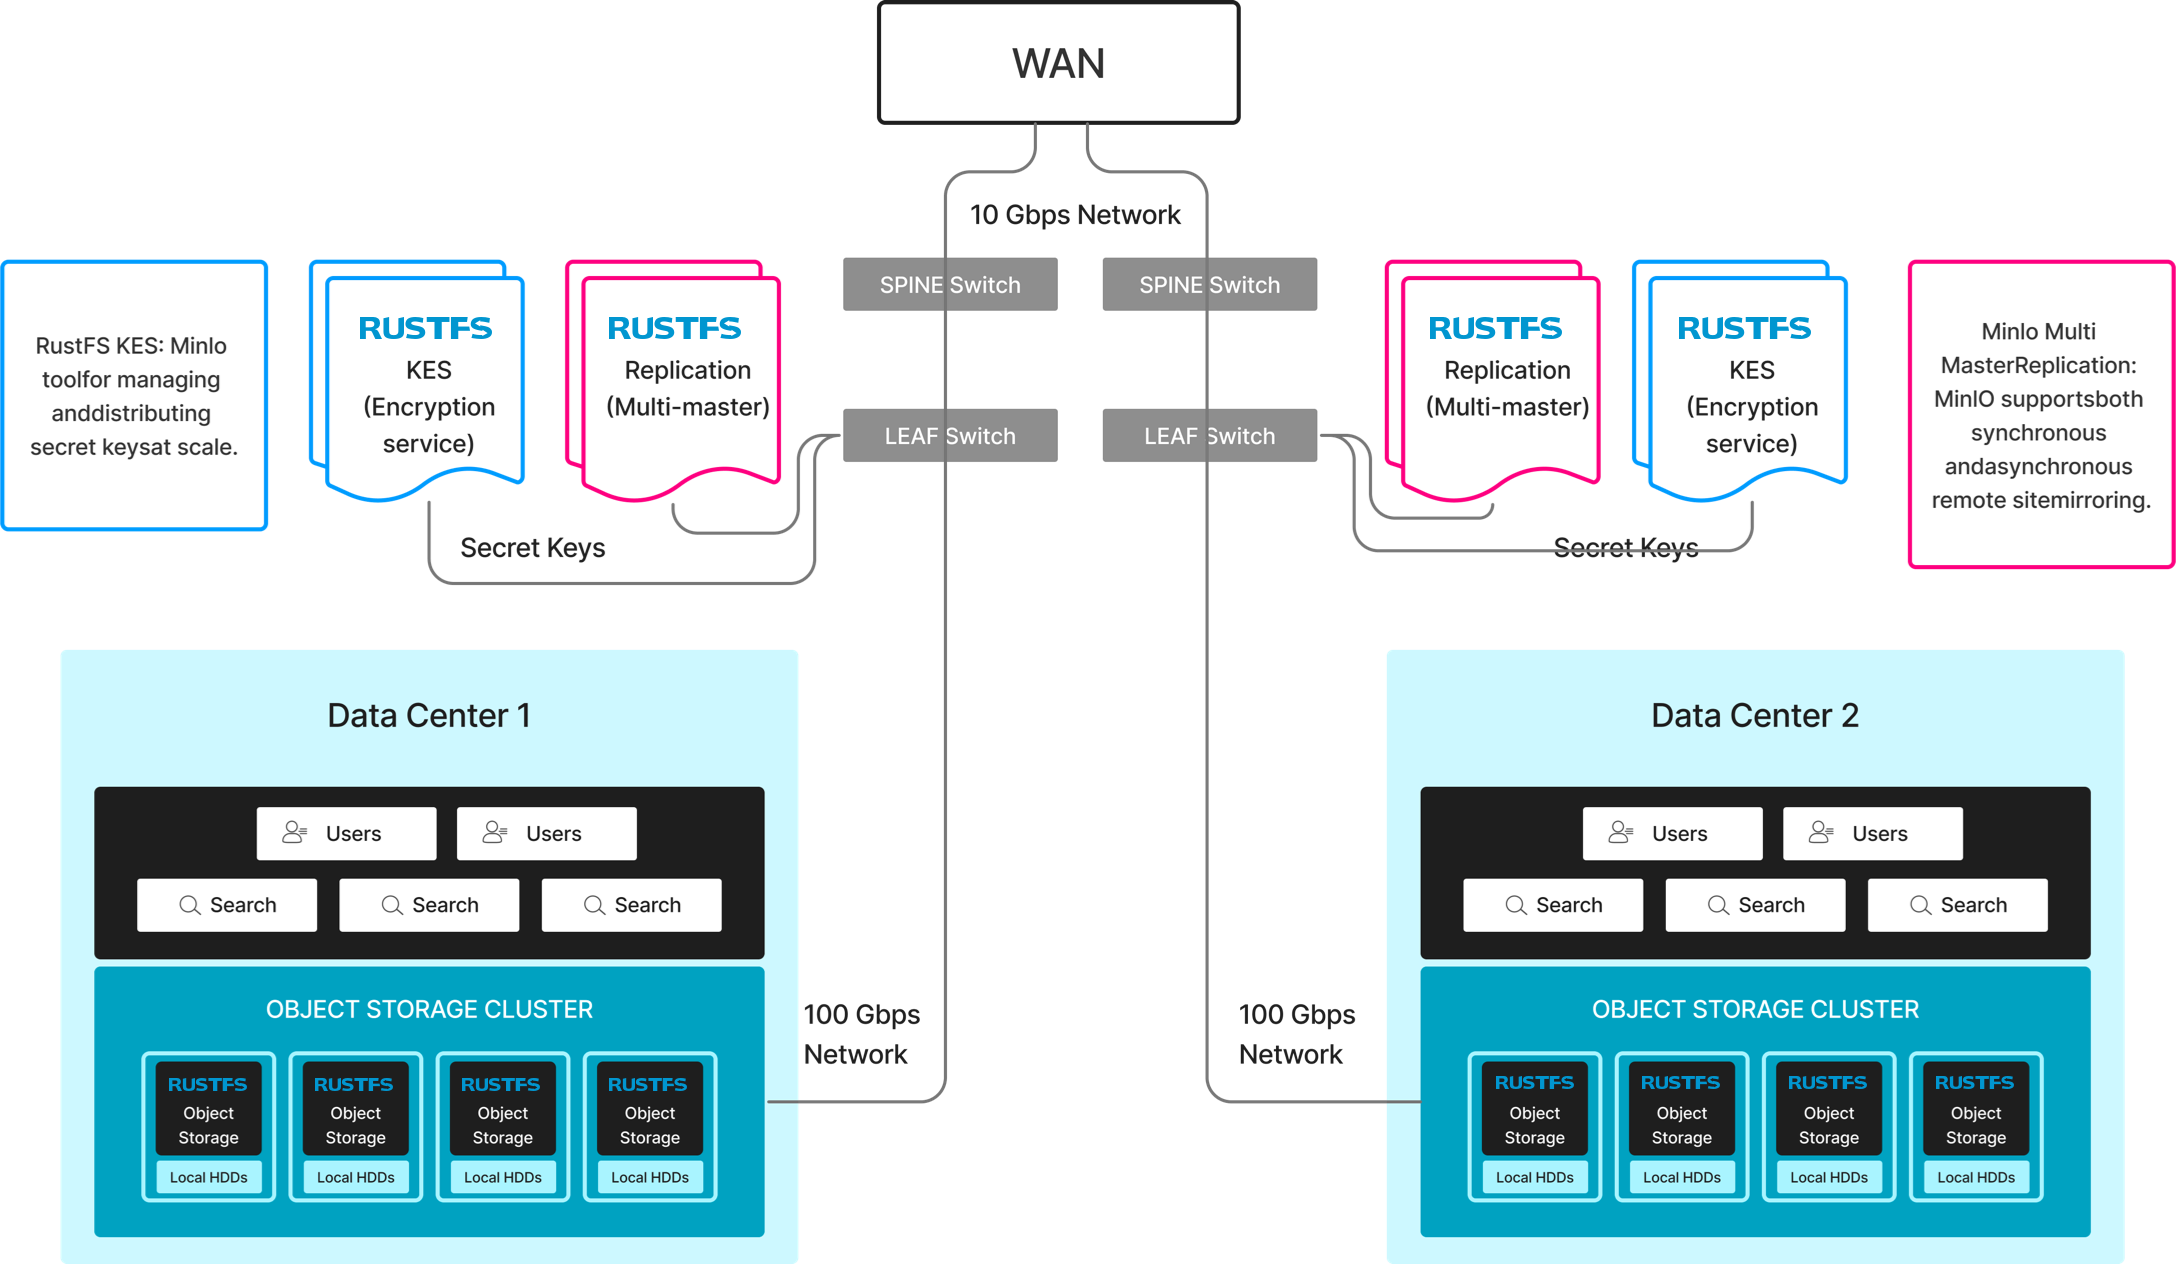 WAN
10 Gbps Network
RustFS KES: MinIo
toolfor managing
anddistributing
secret keysat scale.
RUSTFS
KES
(Encryption
service)
RUSTFS
Replication
(Multi-master)
SPINE Switch
LEAF Switch
SPINE Switch
LEAF Switch
RUSTFS
Replication
(Multi-master)
RUSTFS
KES
(Encryption
service)
MinIo Multi
MasterReplication:
MinIO supportsboth
synchronous
andasynchronous
remote sitemirroring.
Secret Keys
Secret Keys
Data Center 1
Users
Users
Search
Search
Search
OBJECT STORAGE CLUSTER
RUSTFS
Object
Storage
Local HDDs
RUSTFS
Object
Storage
Local HDDs
RUSTFS
Object
Storage
Local HDDs
RUSTFS
Object
Storage
Local HDDs
100 Gbps
Network
100 Gbps
Network
Data Center 2
Users
Users
Search
Search
Search
OBJECT STORAGE CLUSTER
RUSTFS
Object
Storage
Local HDDs
RUSTFS
Object
Storage
Local HDDs
RUSTFS
Object
Storage
Local HDDs
RUSTFS
Object
Storage
Local HDDs